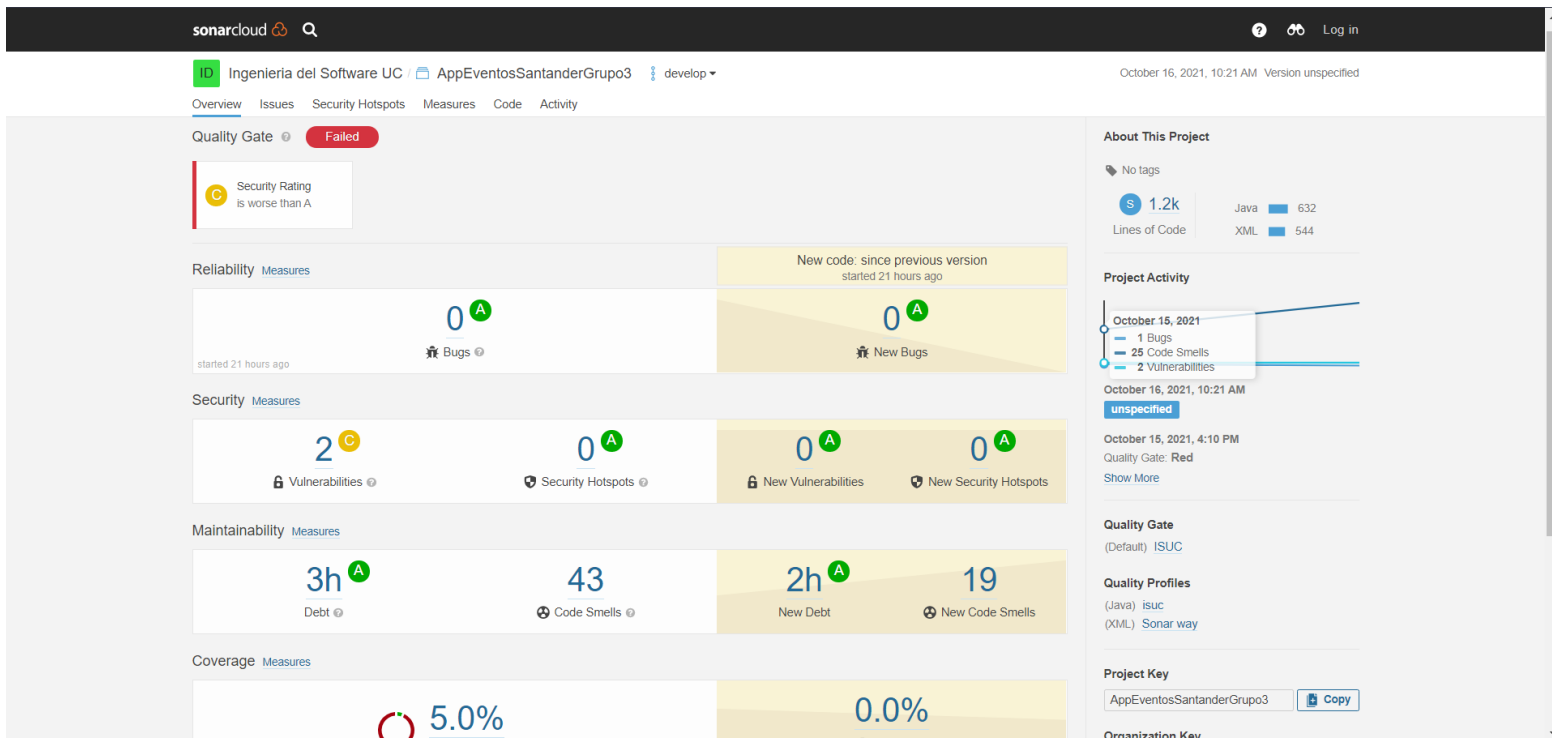 sonarcloud
Log in
ID Ingenieria del Software UC / AppEventosSantanderGrupo3 develop
October 16, 2021, 10:21 AM Version unspecified
Overview Issues Security Hotspots Measures Code Activity
Quality Gate Failed
C Security Rating
is worse than A
Reliability Measures
New code: since previous version
started 21 hours ago
0 A
Bugs
started 21 hours ago
0 A
New Bugs
Security Measures
2 C
Vulnerabilities
0 A
Security Hotspots
0 A
New Vulnerabilities
0 A
New Security Hotspots
Maintainability Measures
3h A
Debt
43
Code Smells
2h A
New Debt
19
New Code Smells
Coverage Measures
5.0%
0.0%
About This Project
No tags
S 1.2k
Lines of Code
Java 632
XML 544
Project Activity
October 15, 2021
1 Bugs
25 Code Smells
2 Vulnerabilities
October 16, 2021, 10:21 AM
unspecified
October 15, 2021, 4:10 PM
Quality Gate: Red
Show More
Quality Gate
(Default) ISUC
Quality Profiles
(Java) isuc
(XML) Sonar way
Project Key
AppEventosSantanderGrupo3 Copy
Organization Key